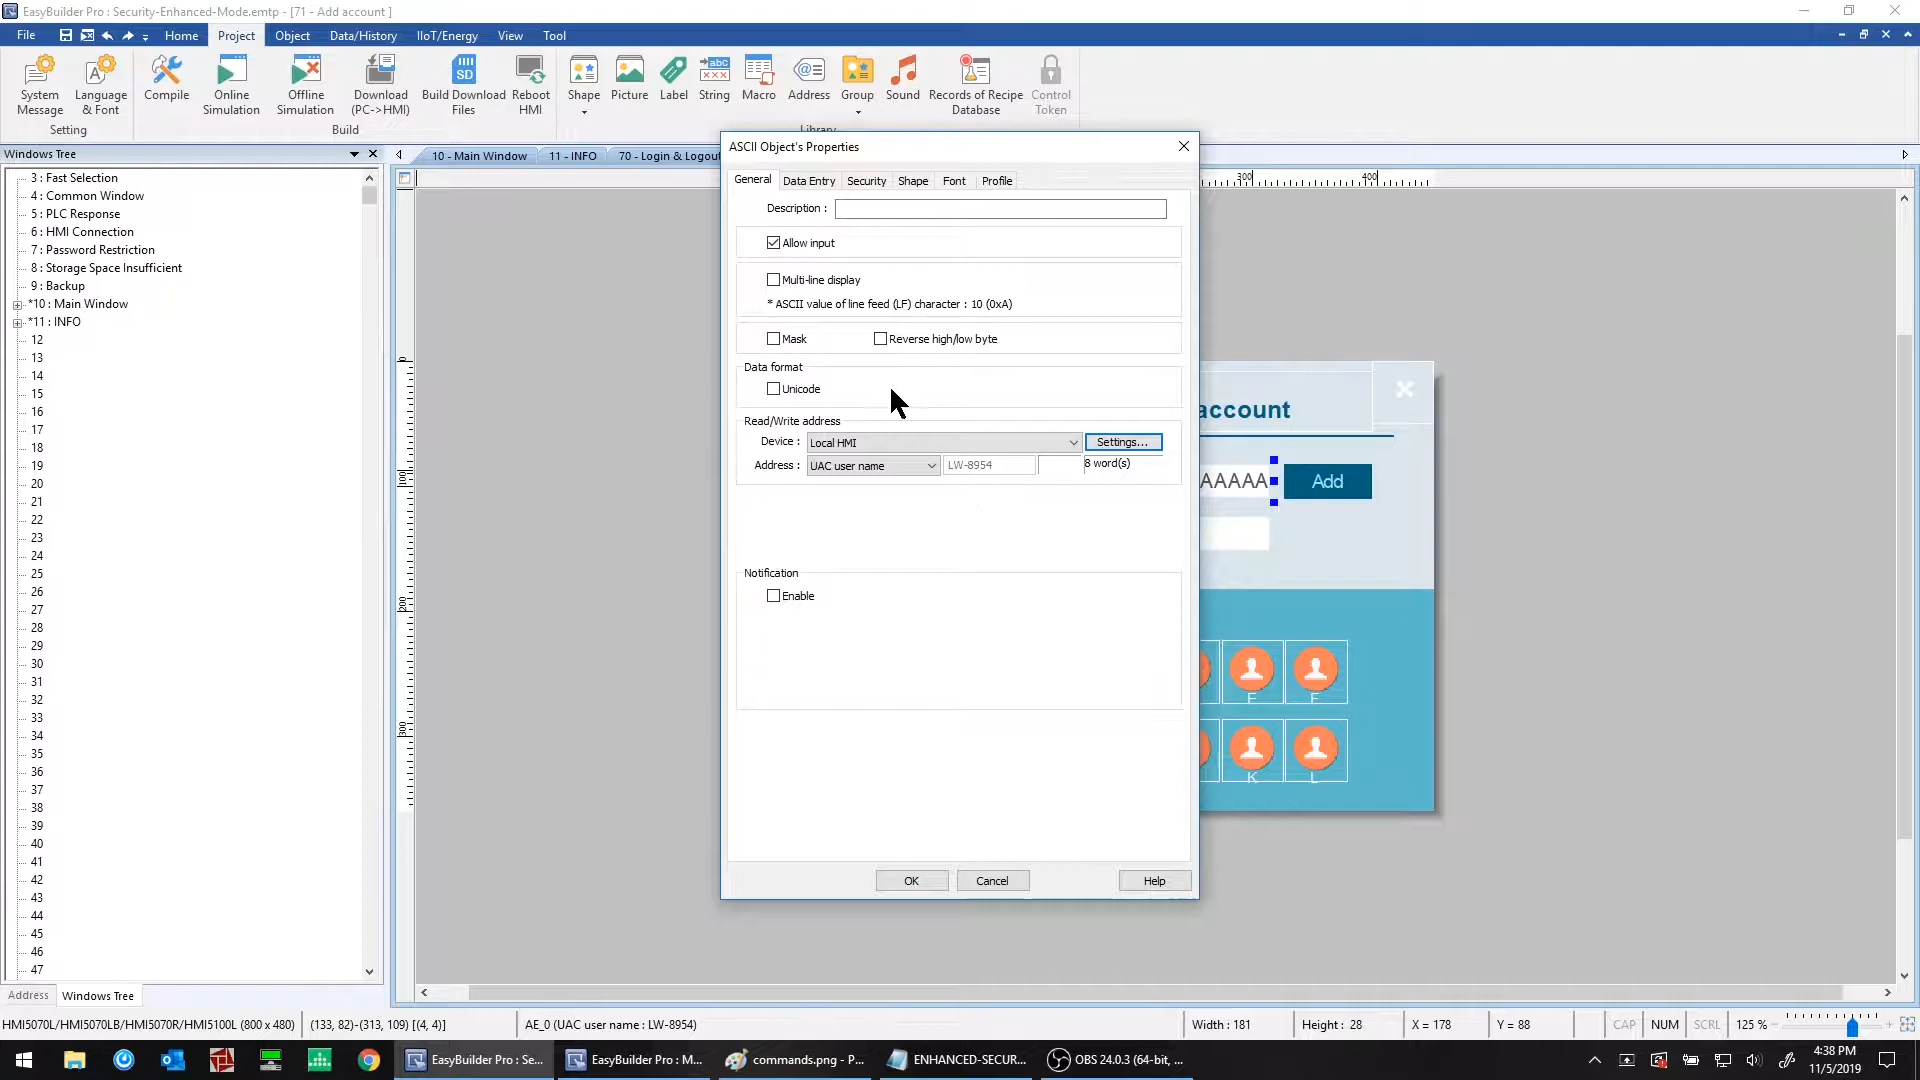 EasyBuilder Pro : Security-Enhanced-Mode.emtp - [71 - Add account ]
File Home Project Object Data/History IIoT/Energy View Tool
System Message
Language & Font
Compile
Online Simulation
Offline Simulation
Download (PC->HMI)
Build Download Files
Reboot HMI
Shape
Picture
Label
String
Macro
Address
Group
Sound
Records of Recipe Database
Control Token
Setting
Build
Library
Windows Tree
10 - Main Window
11 - INFO
70 - Login & Logout
3 : Fast Selection
4 : Common Window
5 : PLC Response
6 : HMI Connection
7 : Password Restriction
8 : Storage Space Insufficient
9 : Backup
*10 : Main Window
*11 : INFO
12
13
14
15
16
17
18
19
20
21
22
23
24
25
26
27
28
29
30
31
32
33
34
35
36
37
38
39
40
41
42
43
44
45
46
47
Address
Windows Tree
300
400
0
100
200
300
ASCII Object's Properties
General Data Entry Security Shape Font Profile
Description :
Allow input
Multi-line display
* ASCII value of line feed (LF) character : 10 (0xA)
Mask
Reverse high/low byte
Data format
Unicode
Read/Write address
Device : Local HMI Settings...
Address : UAC user name LW-8954 8 word(s)
Notification
Enable
OK Cancel Help
account
AAAAA
Add
K L
HMI5070L/HMI5070LB/HMI5070R/HMI5100L (800 x 480)
(133, 82)-(313, 109) [(4, 4)]
AE_0 (UAC user name : LW-8954)
Width : 181
Height : 28
X = 178
Y = 88
CAP NUM SCRL 125 %
EasyBuilder Pro : Se...
EasyBuilder Pro : M...
commands.png - P...
ENHANCED-SECUR...
OBS 24.0.3 (64-bit, ...
4:38 PM
11/5/2019